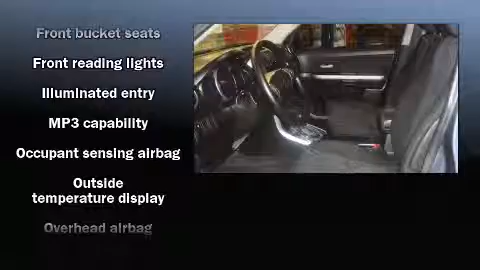 Front bucket seats
Front reading lights
Illuminated entry
MP3 capability
Occupant sensing airbag
Outside
temperature display
Overhead airbag